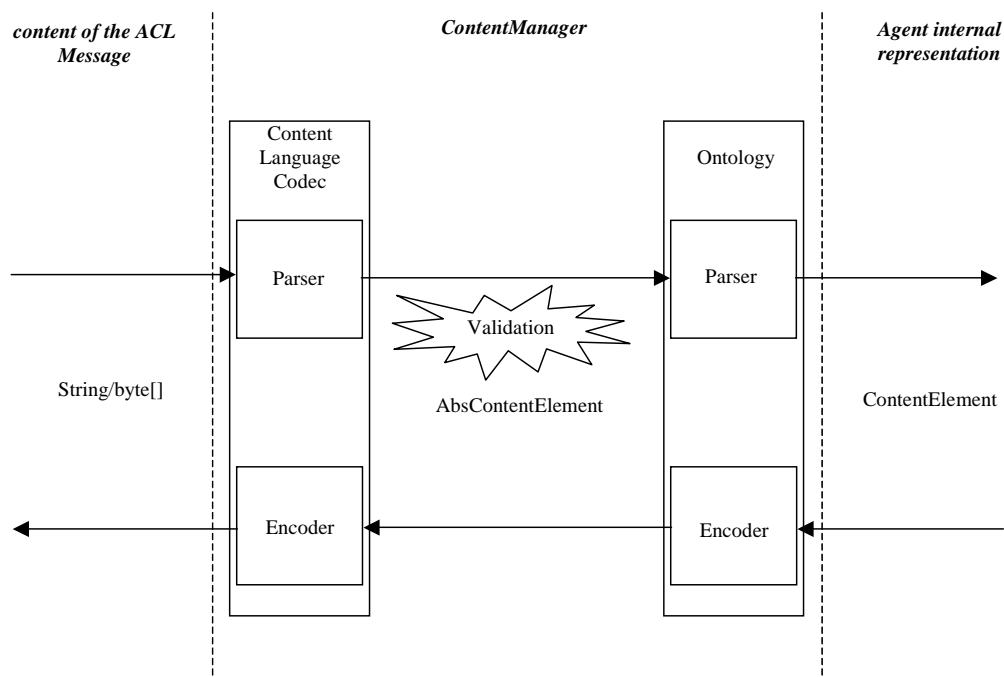 content of the ACL
Message
ContentManager
Agent internal
representation
Content
Language
Codec
Ontology
Parser
Parser
Validation
String/byte[]
AbsContentElement
ContentElement
Encoder
Encoder